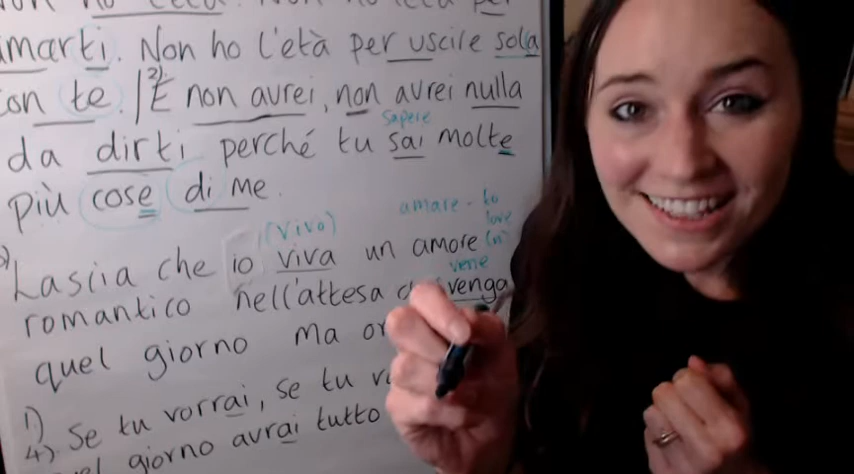 amarti. Non ho l'età per uscire sola
con te. | 2) E non avrei, non avrei nulla
sapere
da dirti perché tu sai molte
più cose di me.
amare - to
love
(vivo)
(n)
Lascia che io viva un amore
viene
romantico nell'attesa venga
quel giorno ma
1) Se tu vorrai, se tu
4) giorno avrai tutto